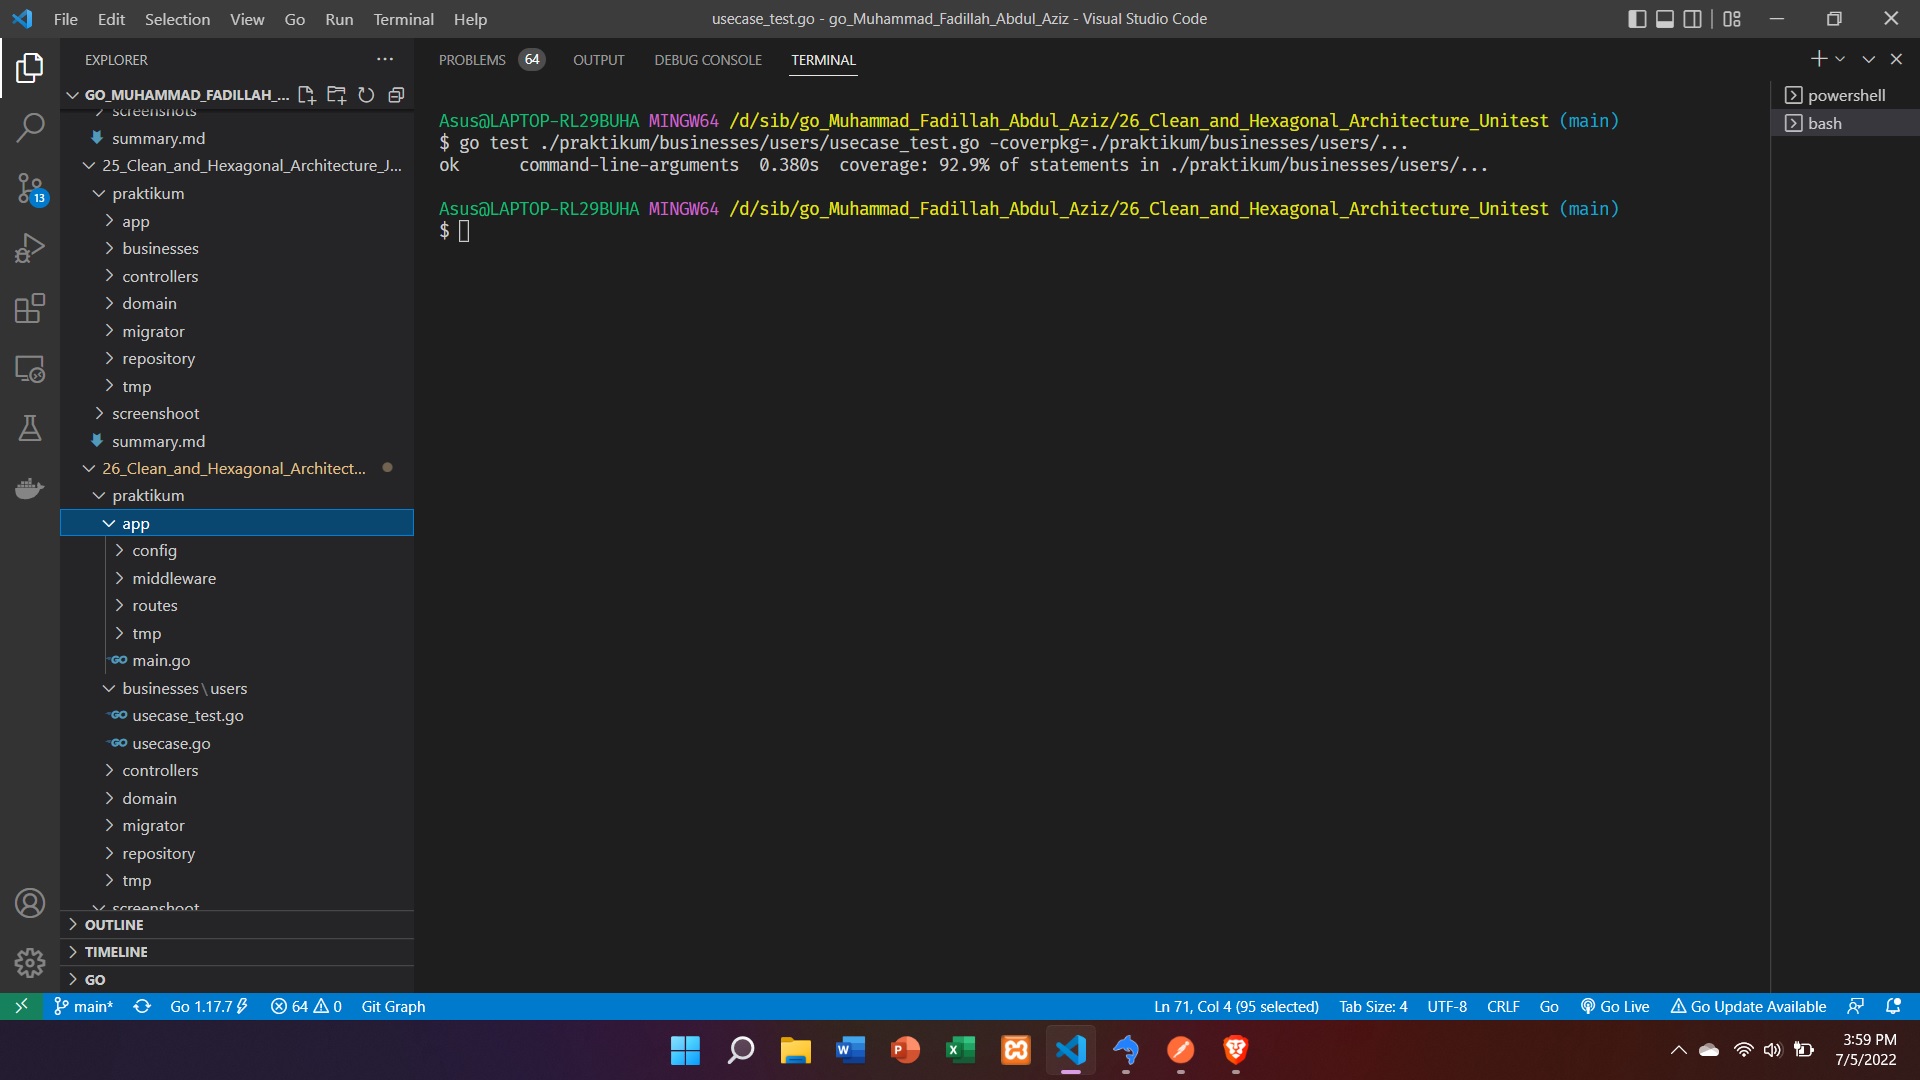 File Edit Selection View Go Run Terminal Help
usecase_test.go - go_Muhammad_Fadillah_Abdul_Aziz - Visual Studio Code
EXPLORER
GO_MUHAMMAD_FADILLAH_...
screenshots
summary.md
25_Clean_and_Hexagonal_Architecture_J...
praktikum
app
businesses
controllers
domain
migrator
repository
tmp
screenshoot
summary.md
26_Clean_and_Hexagonal_Architect...
praktikum
app
config
middleware
routes
tmp
main.go
businesses\users
usecase_test.go
usecase.go
controllers
domain
migrator
repository
tmp
screenshoot
OUTLINE
TIMELINE
GO
13
PROBLEMS 64 OUTPUT DEBUG CONSOLE TERMINAL
Asus@LAPTOP-RL29BUHA MINGW64 /d/sib/go_Muhammad_Fadillah_Abdul_Aziz/26_Clean_and_Hexagonal_Architecture_Unitest (main)
$ go test ./praktikum/businesses/users/usecase_test.go -coverpkg=./praktikum/businesses/users/...
ok command-line-arguments 0.380s coverage: 92.9% of statements in ./praktikum/businesses/users/...
Asus@LAPTOP-RL29BUHA MINGW64 /d/sib/go_Muhammad_Fadillah_Abdul_Aziz/26_Clean_and_Hexagonal_Architecture_Unitest (main)
$
powershell
bash
main* Go 1.17.7 64 0 Git Graph
Ln 71, Col 4 (95 selected) Tab Size: 4 UTF-8 CRLF Go Go Live Go Update Available
3:59 PM
7/5/2022